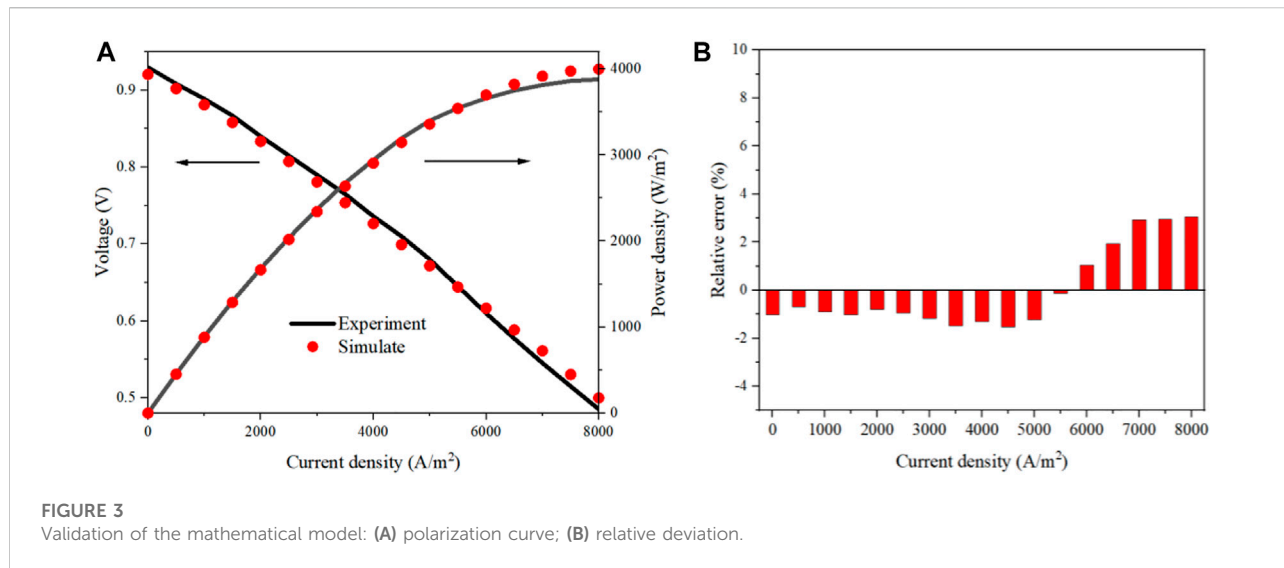 A
B
0.9
0.8
0.7
0.6
0.5
Voltage (V)
4000
3000
2000
1000
0
Power density (W/m²)
Experiment
Simulate
0 2000 4000 6000 8000
Current density (A/m²)
10
8
6
4
2
0
-2
-4
Relative error (%)
0 1000 2000 3000 4000 5000 6000 7000 8000
Current density (A/m²)
FIGURE 3
Validation of the mathematical model: (A) polarization curve; (B) relative deviation.